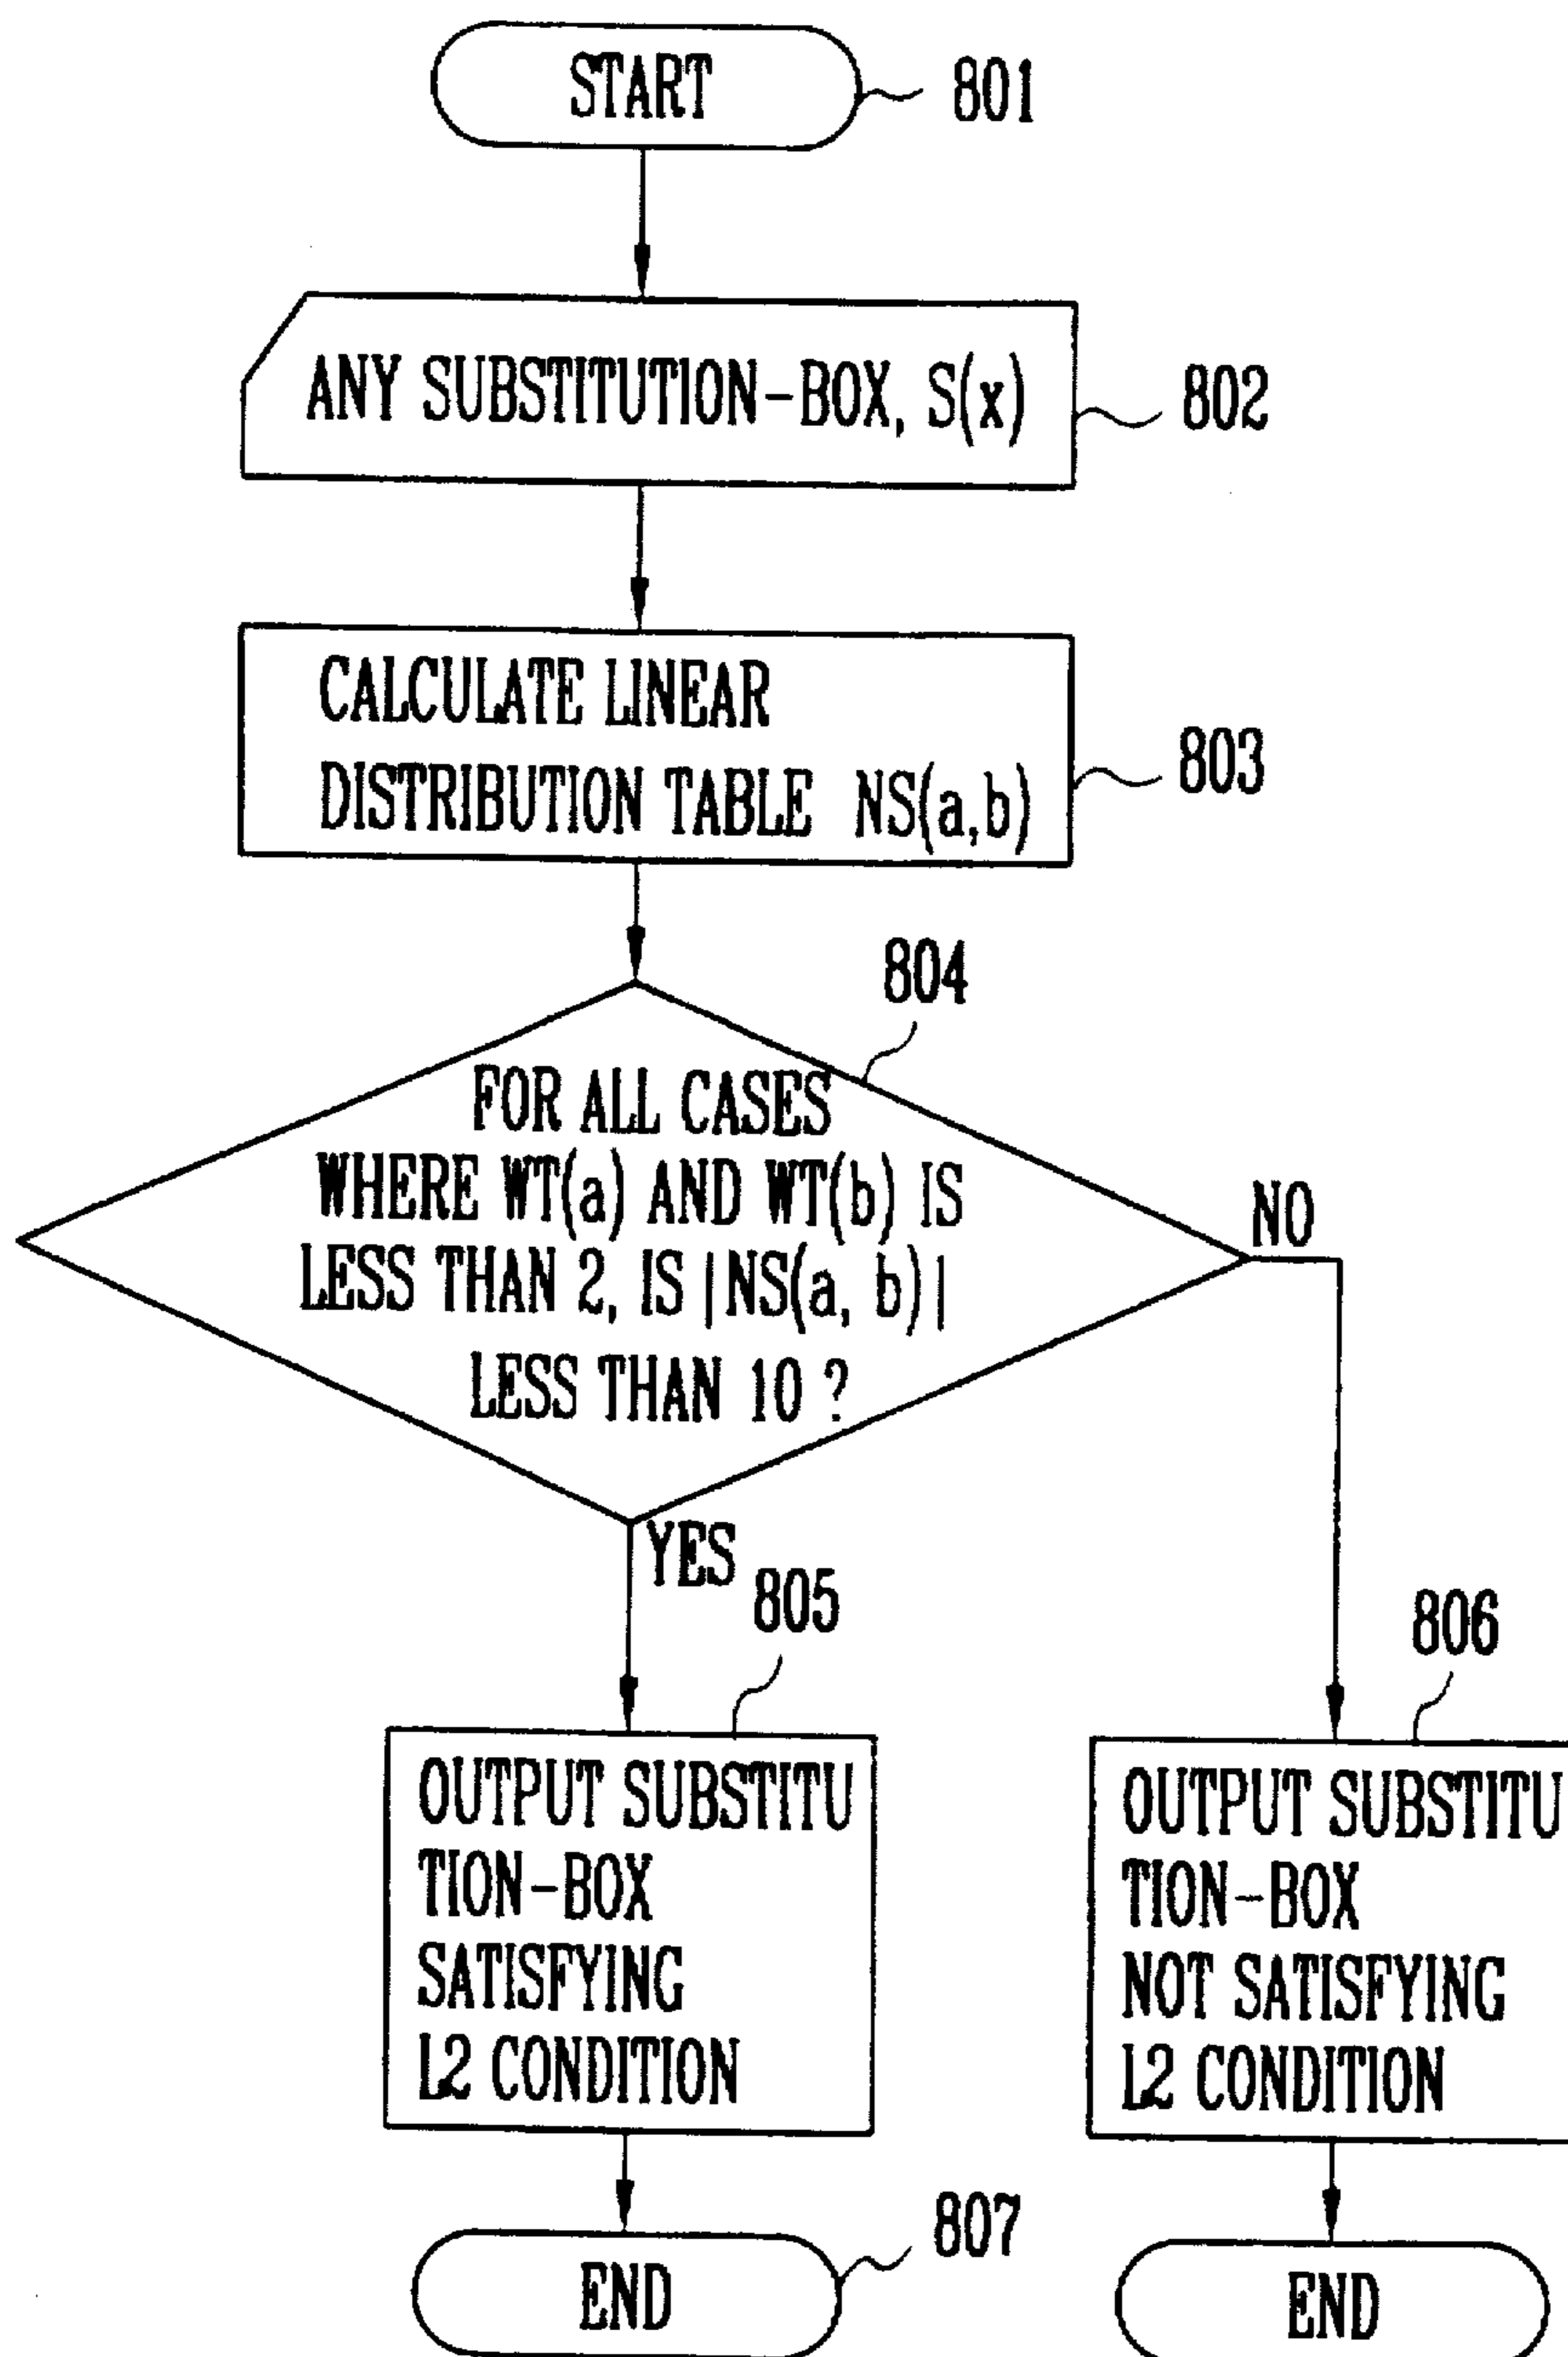 START
801
ANY SUBSTITUTION-BOX, S(x)
802
CALCULATE LINEAR
DISTRIBUTION TABLE NS(a,b)
803
804
FOR ALL CASES
WHERE WT(a) AND WT(b) IS
LESS THAN 2, IS |NS(a, b)|
LESS THAN 10 ?
NO
YES
805
OUTPUT SUBSTITU
TION-BOX
SATISFYING
L2 CONDITION
806
OUTPUT SUBSTITU
TION-BOX
NOT SATISFYING
L2 CONDITION
807
END
END